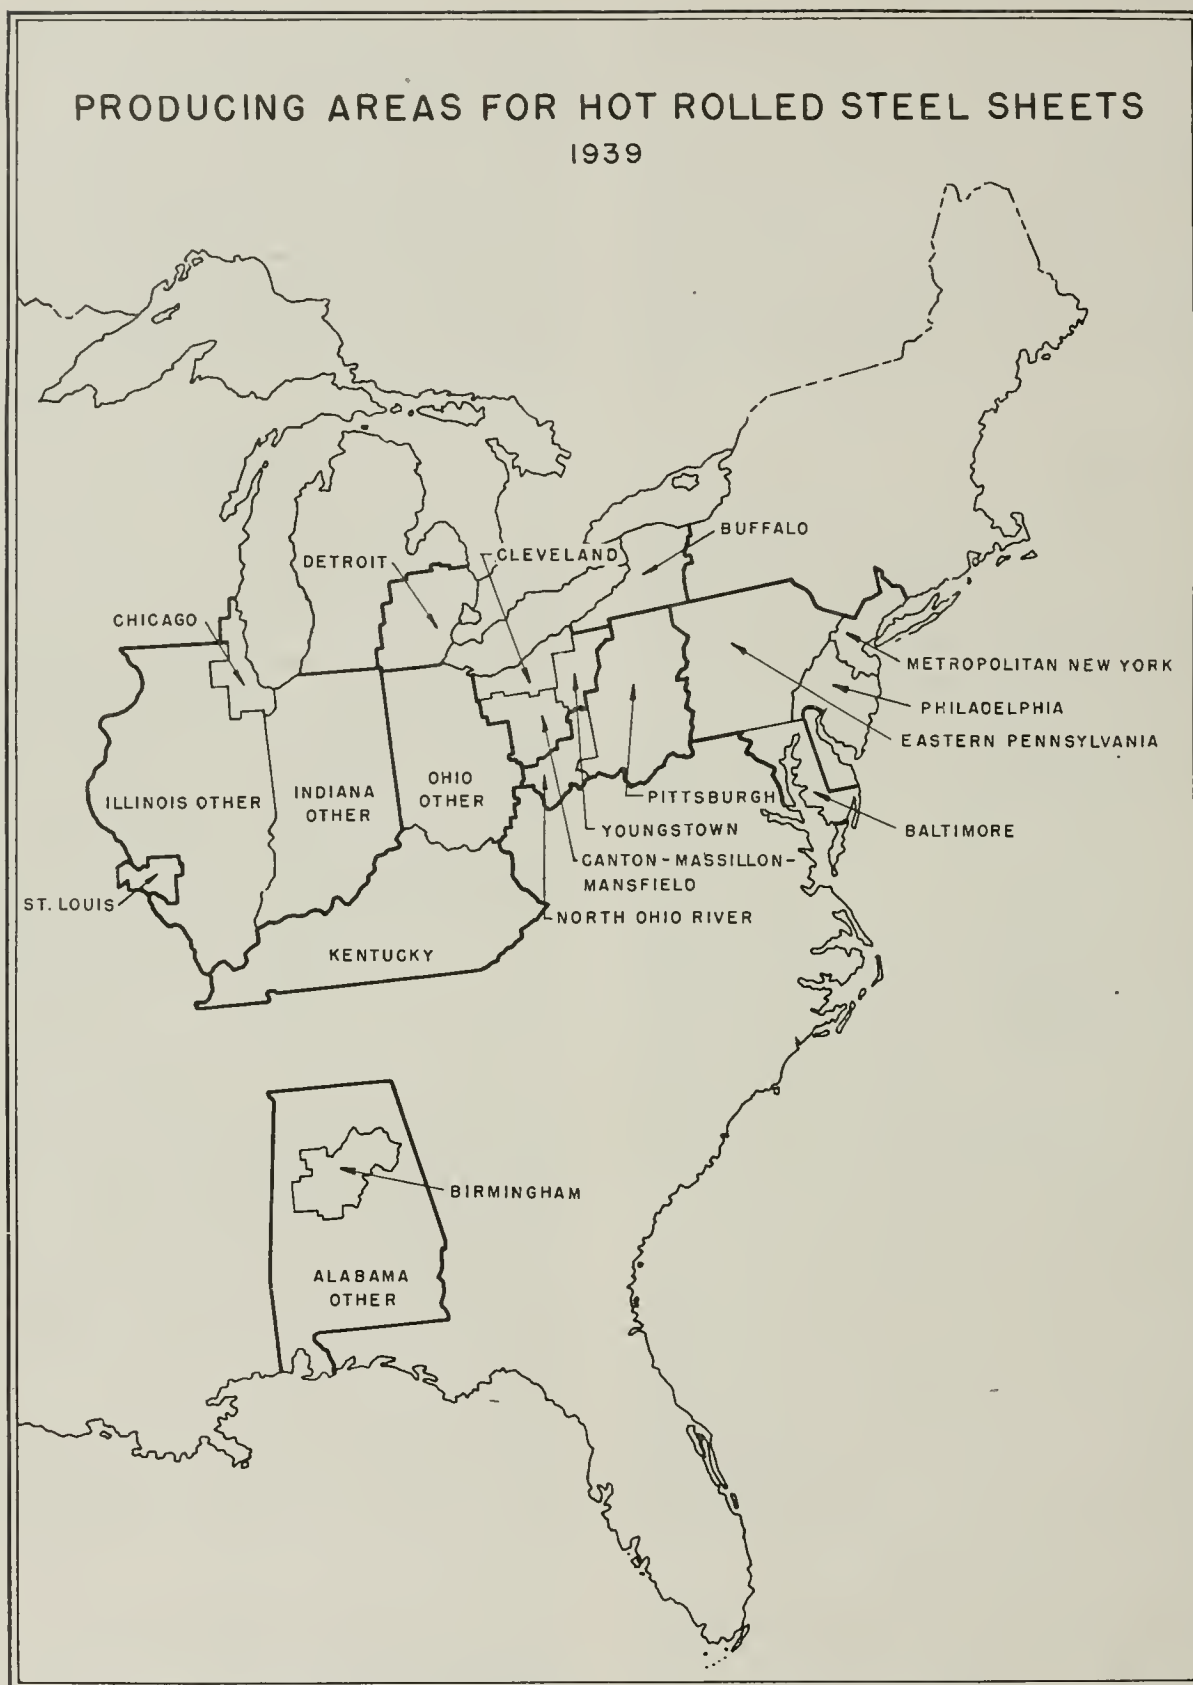 PRODUCING AREAS FOR HOT ROLLED STEEL SHEETS
1939
BUFFALO
CLEVELAND
DETROIT
CHICAGO
METROPOLITAN NEW YORK
PHILADELPHIA
EASTERN PENNSYLVANIA
OHIO
OTHER
INDIANA
OTHER
ILLINOIS OTHER
PITTSBURGH
YOUNGSTOWN
BALTIMORE
CANTON-MASSILLON-
MANSFIELD
ST. LOUIS
NORTH OHIO RIVER
KENTUCKY
BIRMINGHAM
ALABAMA
OTHER